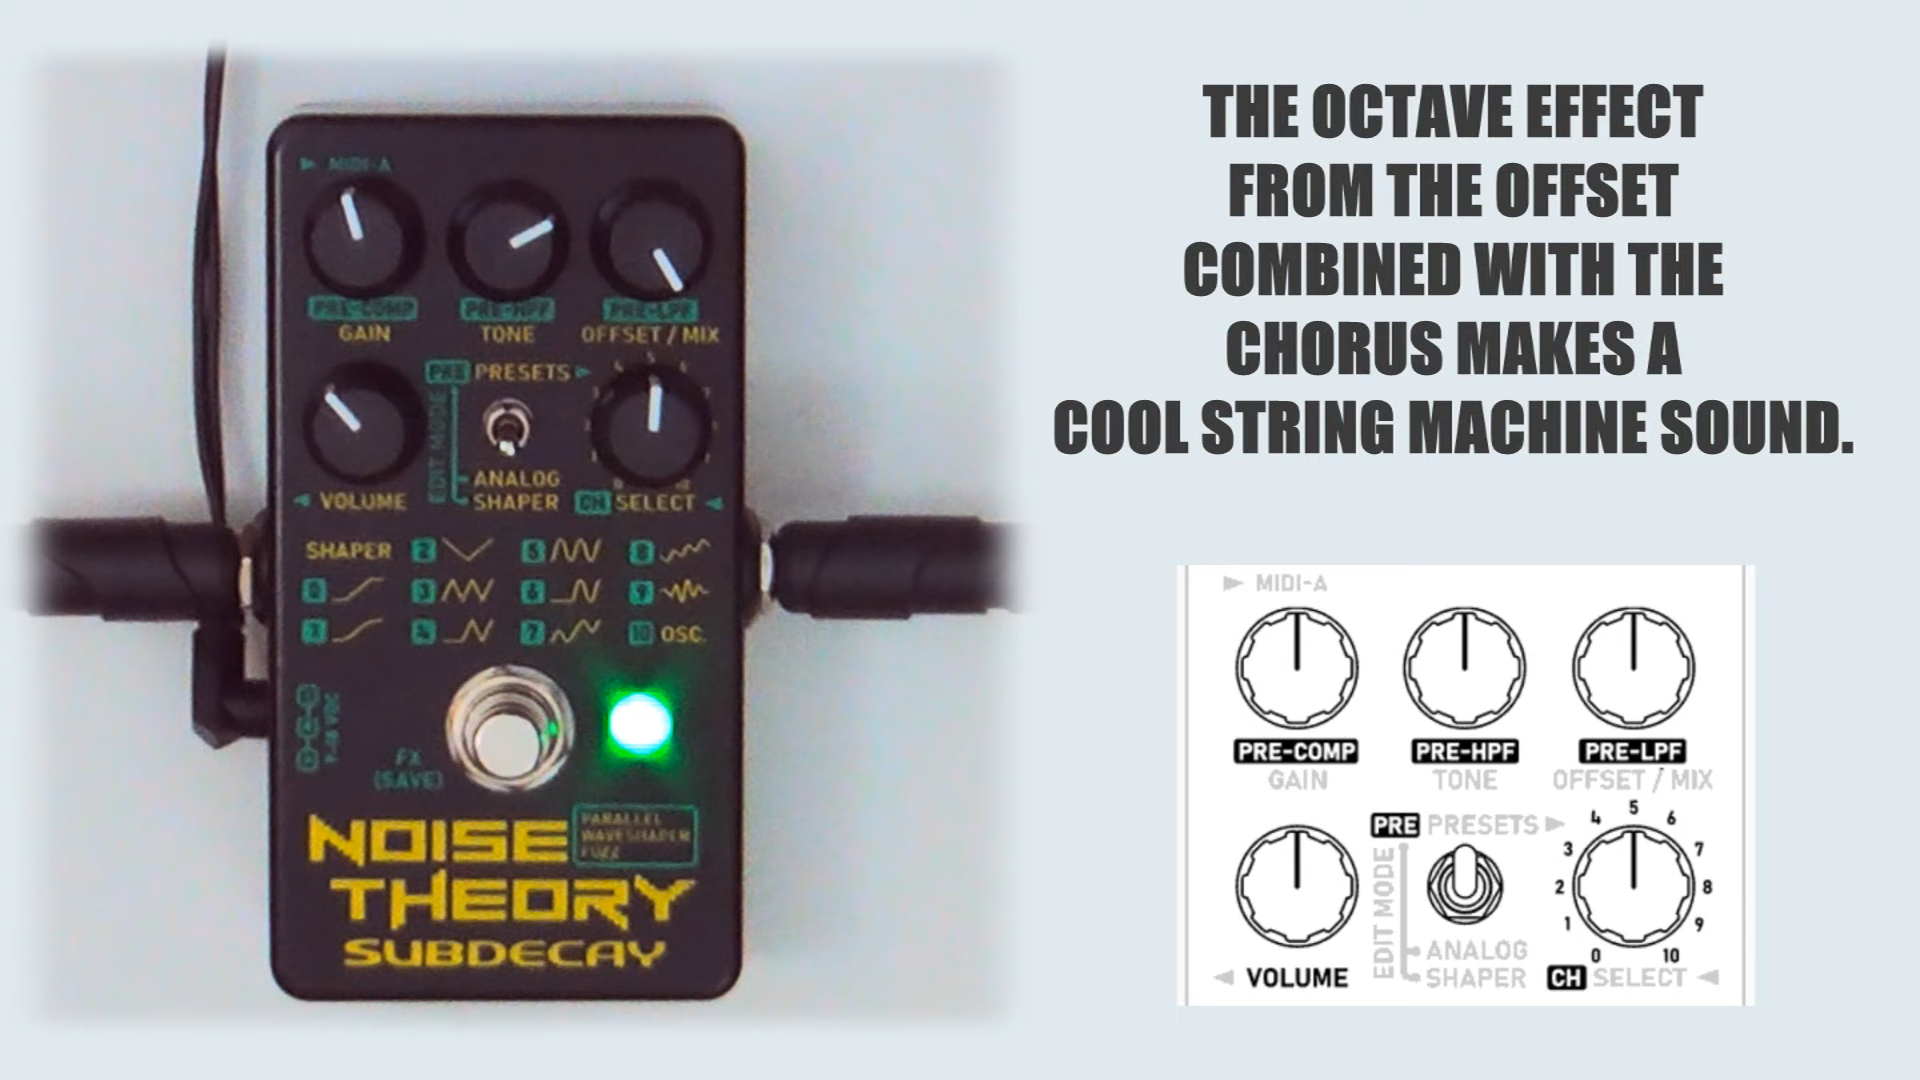 THE OCTAVE EFFECT
FROM THE OFFSET
COMBINED WITH THE
CHORUS MAKES A
COOL STRING MACHINE SOUND.
MIDI-A
PRE-COMP PRE-HPF PRE-LPF
GAIN TONE OFFSET / MIX
PRE PRESETS
4 5 6
EDIT MODE
ANALOG
VOLUME SHAPER CH SELECT
SHAPER 2 5 8
0 3 6 9
1 4 7 10 OSC.
FX
(SAVE)
NOISE
THEORY
SUBDECAY
PARALLEL
WAVESHAPER
FUZZ
MIDI-A
PRE-COMP PRE-HPF PRE-LPF
GAIN TONE OFFSET / MIX
PRE PRESETS
4 5 6
3 7
2 8
1 9
0 10
EDIT MODE
ANALOG
VOLUME SHAPER CH SELECT